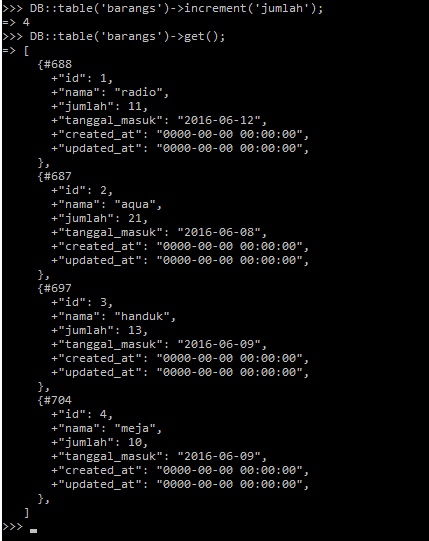 >>> DB::table('barangs')->increment('jumlah');
=> 4
>>> DB::table('barangs')->get();
=> [
     {#688
       +"id": 1,
       +"nama": "radio",
       +"jumlah": 11,
       +"tanggal_masuk": "2016-06-12",
       +"created_at": "0000-00-00 00:00:00",
       +"updated_at": "0000-00-00 00:00:00",
     },
     {#687
       +"id": 2,
       +"nama": "aqua",
       +"jumlah": 21,
       +"tanggal_masuk": "2016-06-08",
       +"created_at": "0000-00-00 00:00:00",
       +"updated_at": "0000-00-00 00:00:00",
     },
     {#697
       +"id": 3,
       +"nama": "handuk",
       +"jumlah": 13,
       +"tanggal_masuk": "2016-06-09",
       +"created_at": "0000-00-00 00:00:00",
       +"updated_at": "0000-00-00 00:00:00",
     },
     {#704
       +"id": 4,
       +"nama": "meja",
       +"jumlah": 10,
       +"tanggal_masuk": "2016-06-09",
       +"created_at": "0000-00-00 00:00:00",
       +"updated_at": "0000-00-00 00:00:00",
     },
   ]
>>>